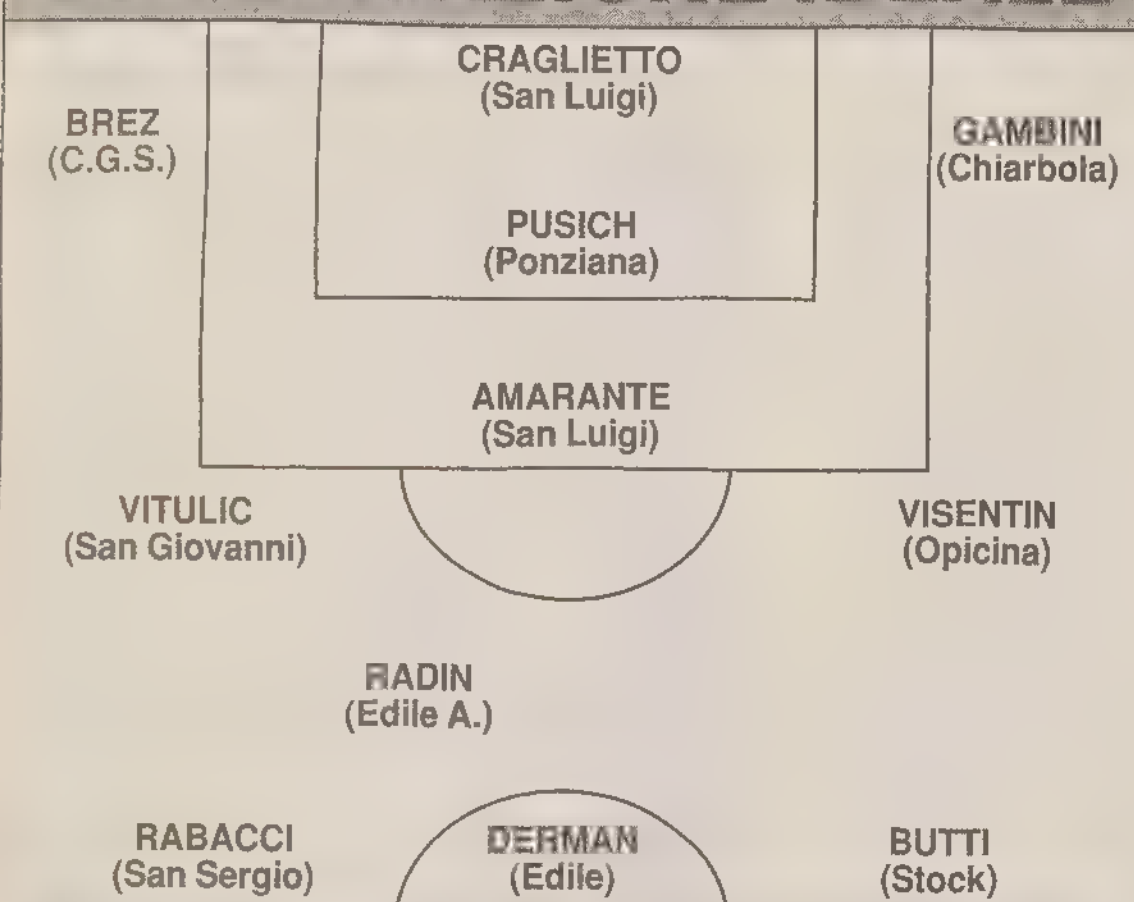 CRAGLIETTO
(San Luigi)
BREZ
(C.G.S.)
GAMBINI
(Chiarbola)
PUSICH
(Ponziana)
AMARANTE
(San Luigi)
VITULIC
(San Giovanni)
VISENTIN
(Opicina)
RADIN
(Edile A.)
RABACCI
(San Sergio)
DERMAN
(Edile)
BUTTI
(Stock)